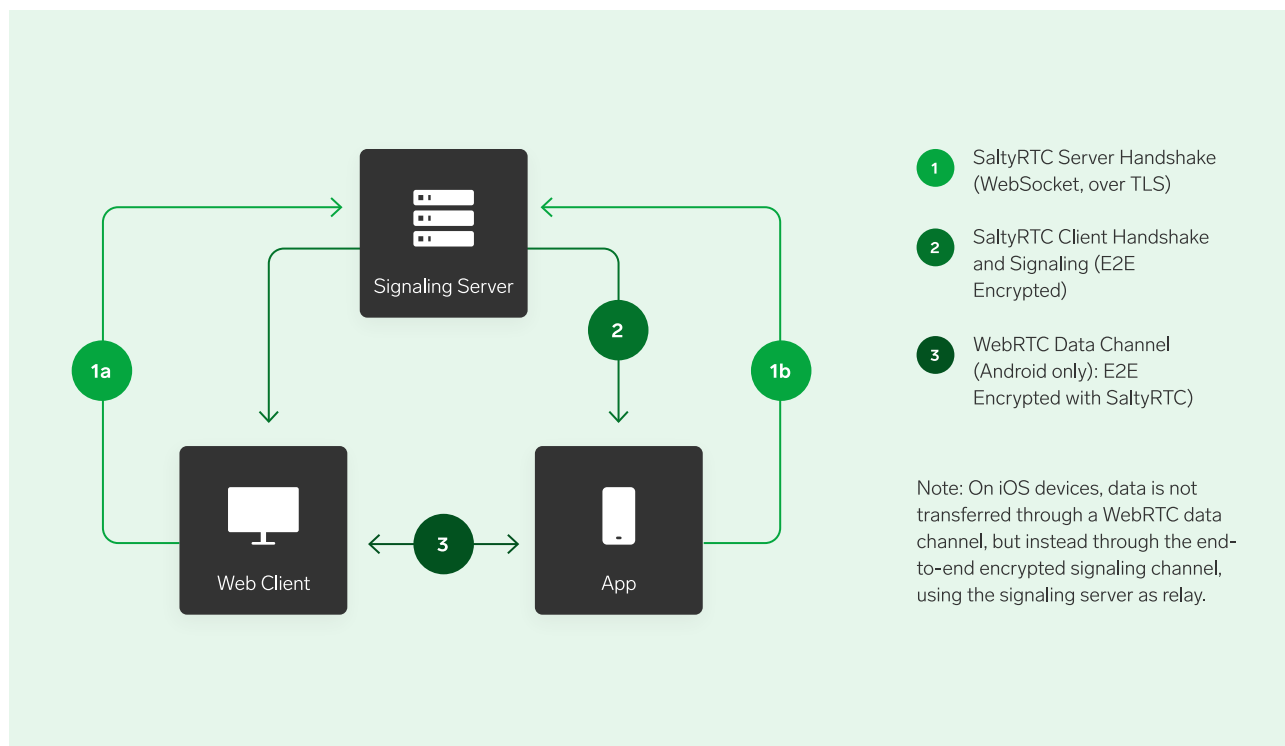 Signaling Server
1a
2
1b
Web Client
3
App
1
SaltyRTC Server Handshake
(WebSocket, over TLS)
2
SaltyRTC Client Handshake
and Signaling (E2E
Encrypted)
3
WebRTC Data Channel
(Android only): E2E
Encrypted with SaltyRTC)
Note: On iOS devices, data is not
transferred through a WebRTC data
channel, but instead through the end-
to-end encrypted signaling channel,
using the signaling server as relay.